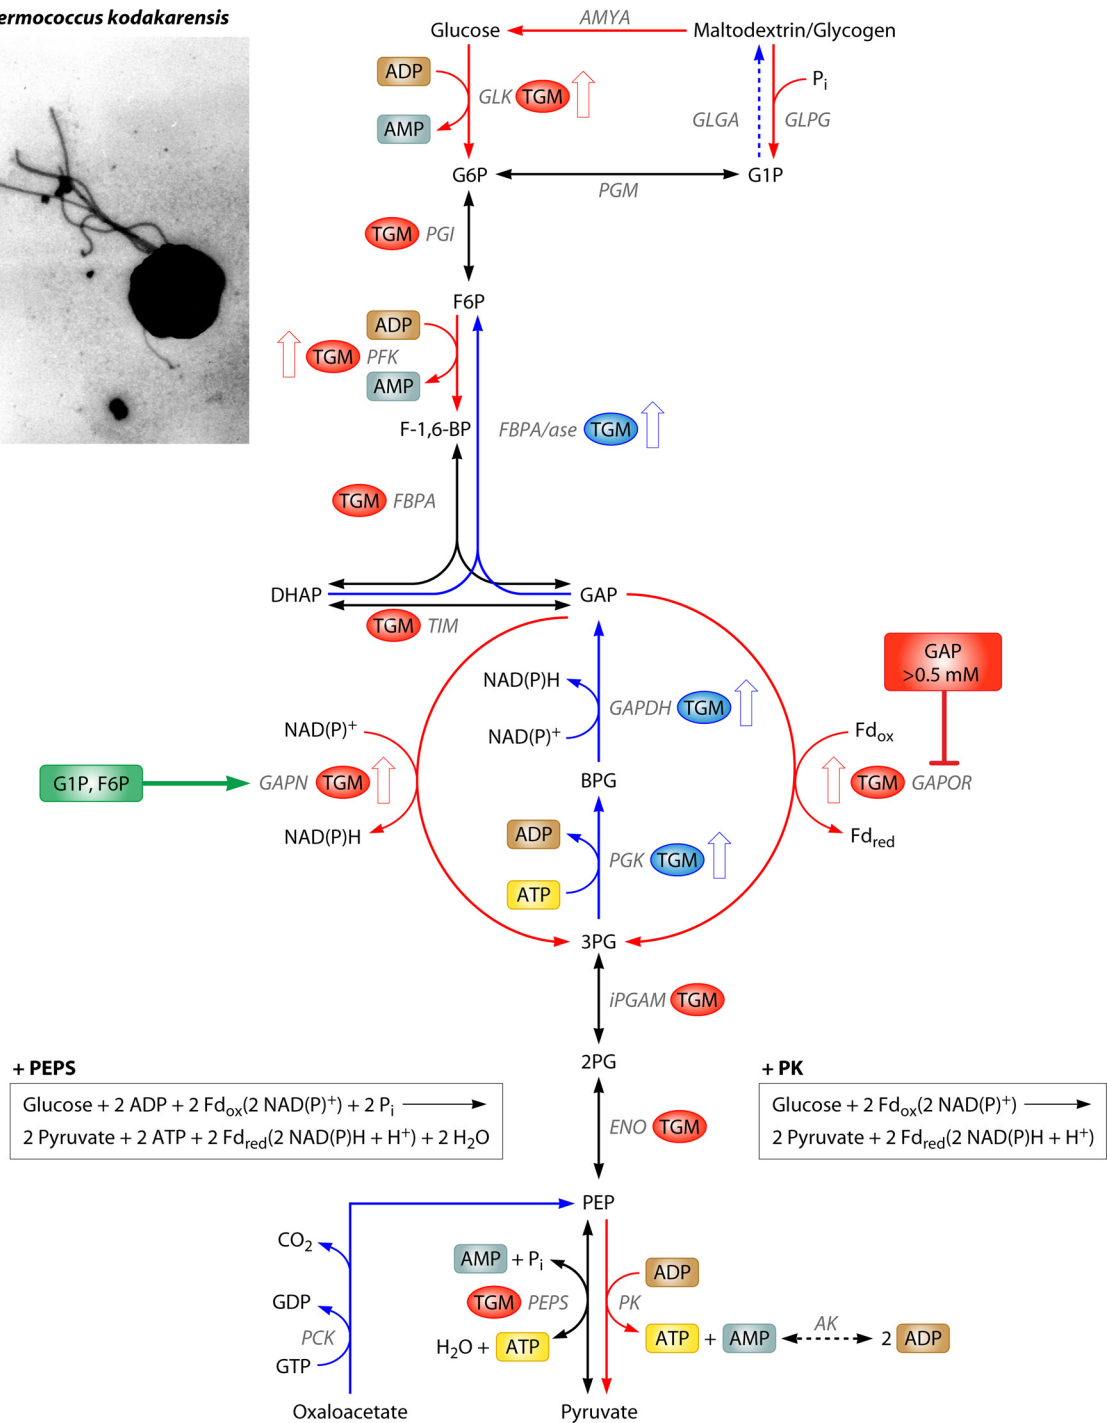 ermococcus kodakarensis
Glucose
AMYA
Maltodextrin/Glycogen
ADP
GLK
TGM
AMP
Pi
GLGA
GLPG
G6P
PGM
G1P
TGM
PGI
F6P
ADP
TGM
PFK
AMP
F-1,6-BP
FBPA/ase
TGM
TGM
FBPA
DHAP
GAP
TGM
TIM
GAP
>0.5 mM
NAD(P)H
GAPDH
TGM
NAD(P)+
NAD(P)+
Fdox
G1P, F6P
GAPN
TGM
BPG
TGM
GAPOR
NAD(P)H
Fdred
ADP
PGK
TGM
ATP
3PG
iPGAM
TGM
2PG
+ PEPS
Glucose + 2 ADP + 2 Fdox(2 NAD(P)+) + 2 Pi
2 Pyruvate + 2 ATP + 2 Fdred(2 NAD(P)H + H+) + 2 H2O
+ PK
Glucose + 2 Fdox(2 NAD(P)+)
2 Pyruvate + 2 Fdred(2 NAD(P)H + H+)
ENO
TGM
PEP
CO2
AMP + Pi
ADP
GDP
TGM
PEPS
PK
PCK
H2O + ATP
ATP + AMP
AK
2 ADP
GTP
Oxaloacetate
Pyruvate